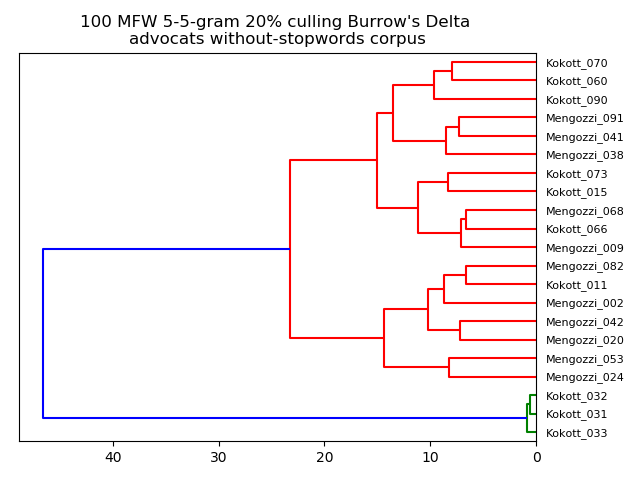 100 MFW 5-5-gram 20% culling Burrow's Delta
advocats without-stopwords corpus
Kokott_070
Kokott_060
Kokott_090
Mengozzi_091
Mengozzi_041
Mengozzi_038
Kokott_073
Kokott_015
Mengozzi_068
Kokott_066
Mengozzi_009
Mengozzi_082
Kokott_011
Mengozzi_002
Mengozzi_042
Mengozzi_020
Mengozzi_053
Mengozzi_024
Kokott_032
Kokott_031
Kokott_033
40 30 20 10 0